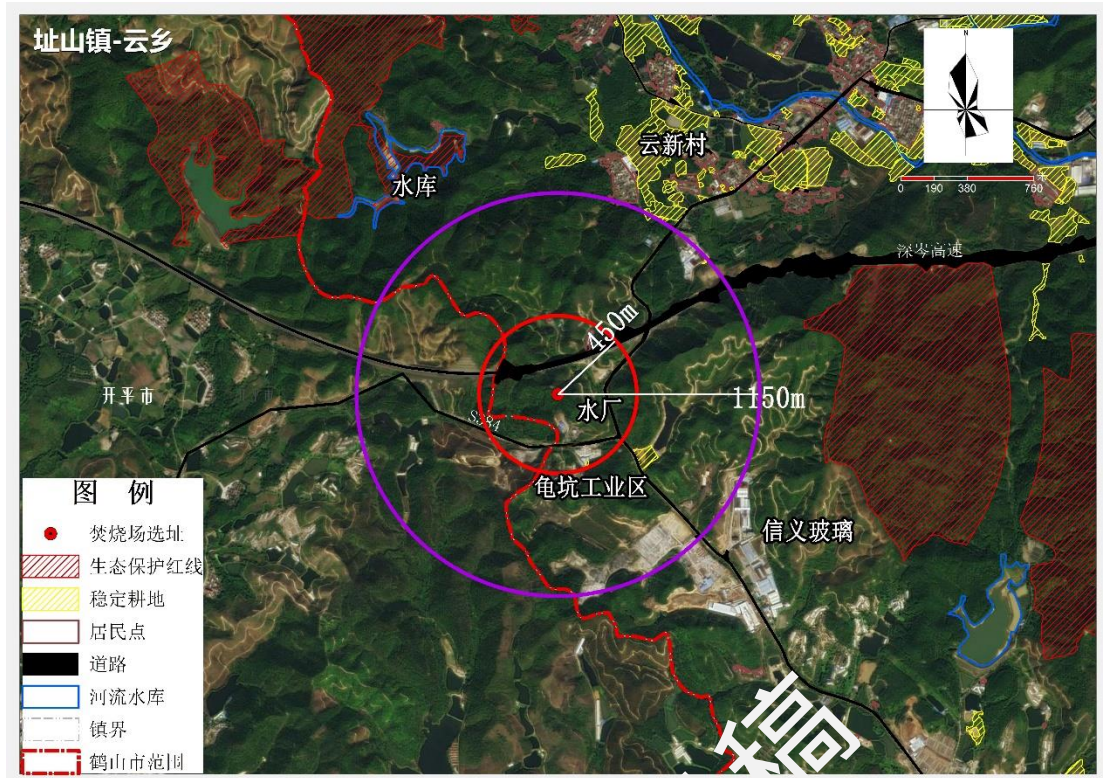 址山镇-云乡
N
云新村
水库
0 190 380 760
深岑高速
450m
开平市
1150m
水厂
S384
龟坑工业区
信义玻璃
图 例
焚烧场选址
生态保护红线
稳定耕地
居民点
道路
河流水库
镇界
鹤山市范围
稿